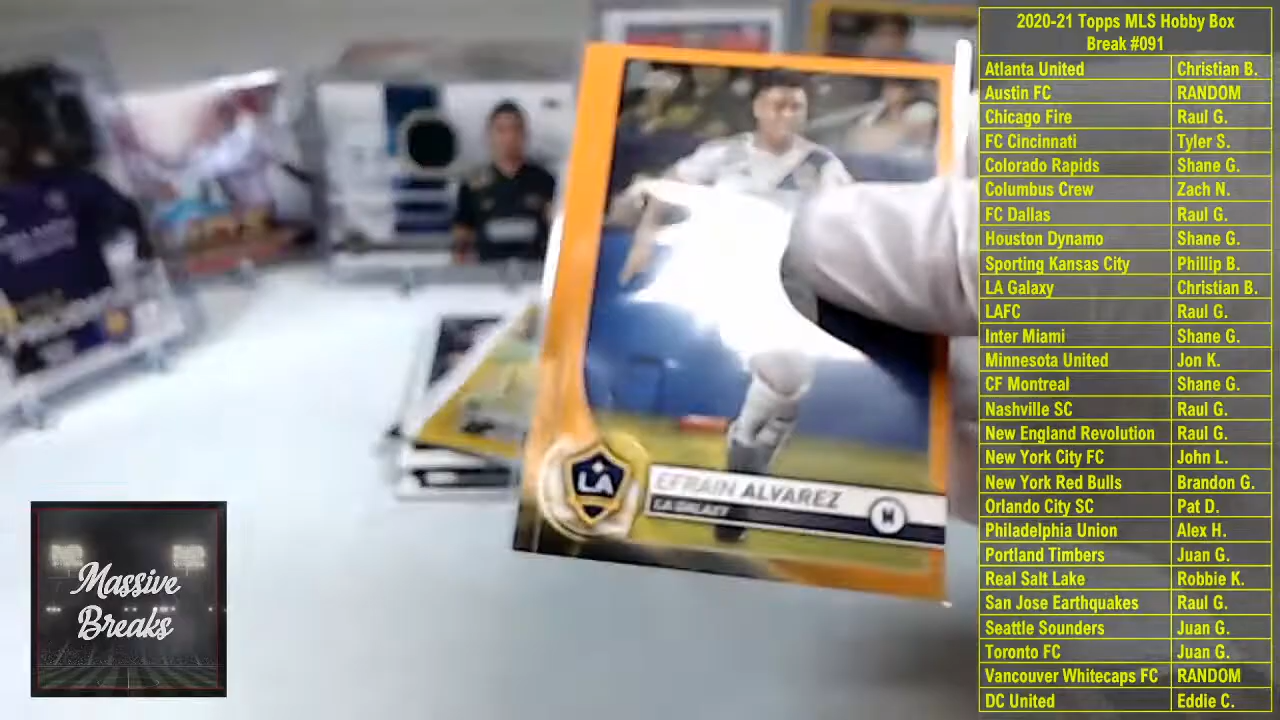 2020-21 Topps MLS Hobby Box
Break #091
Atlanta United Christian B.
Austin FC RANDOM
Chicago Fire Raul G.
FC Cincinnati Tyler S.
Colorado Rapids Shane G.
Columbus Crew Zach N.
FC Dallas Raul G.
Houston Dynamo Shane G.
Sporting Kansas City Phillip B.
LA Galaxy Christian B.
LAFC Raul G.
Inter Miami Shane G.
Minnesota United Jon K.
CF Montreal Shane G.
Nashville SC Raul G.
New England Revolution Raul G.
New York City FC John L.
New York Red Bulls Brandon G.
Orlando City SC Pat D.
Philadelphia Union Alex H.
Portland Timbers Juan G.
Real Salt Lake Robbie K.
San Jose Earthquakes Raul G.
Seattle Sounders Juan G.
Toronto FC Juan G.
Vancouver Whitecaps FC RANDOM
DC United Eddie C.
LA
EFRAIN ALVAREZ
LA GALAXY
M
Massive
Breaks